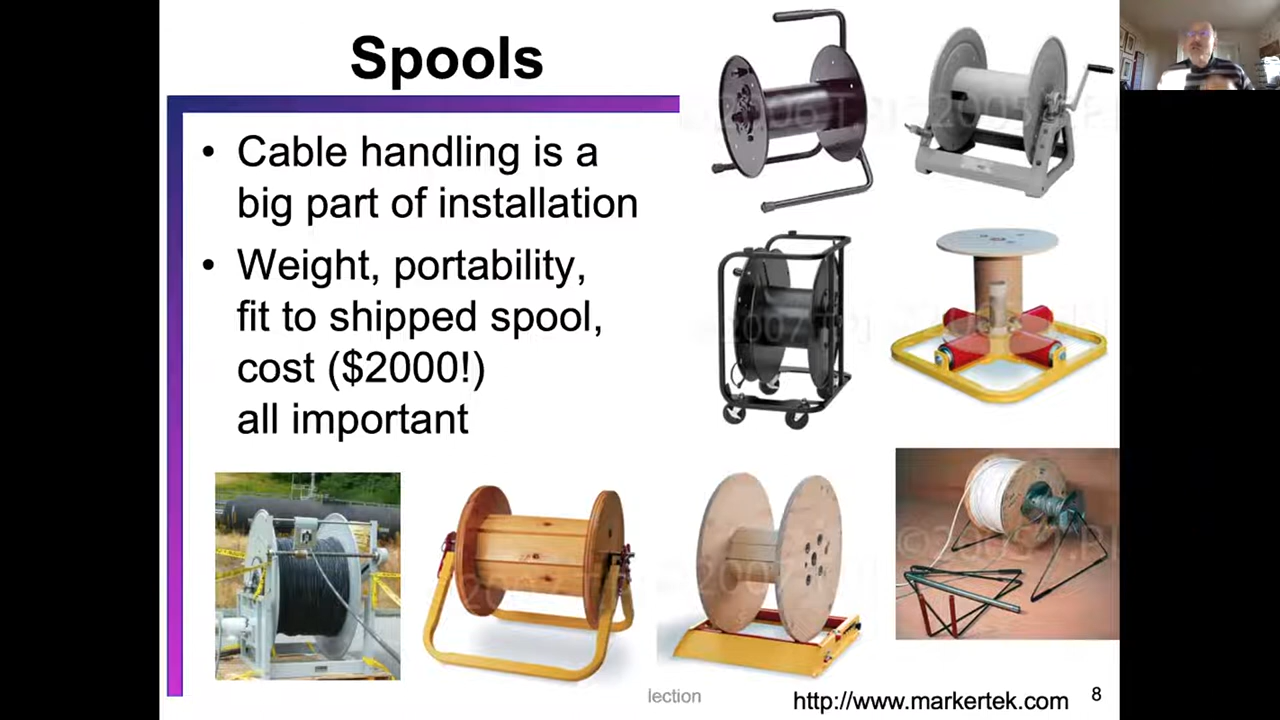 Spools
• Cable handling is a
big part of installation
• Weight, portability,
fit to shipped spool,
cost ($2000!)
all important
lection
http://www.markertek.com
8